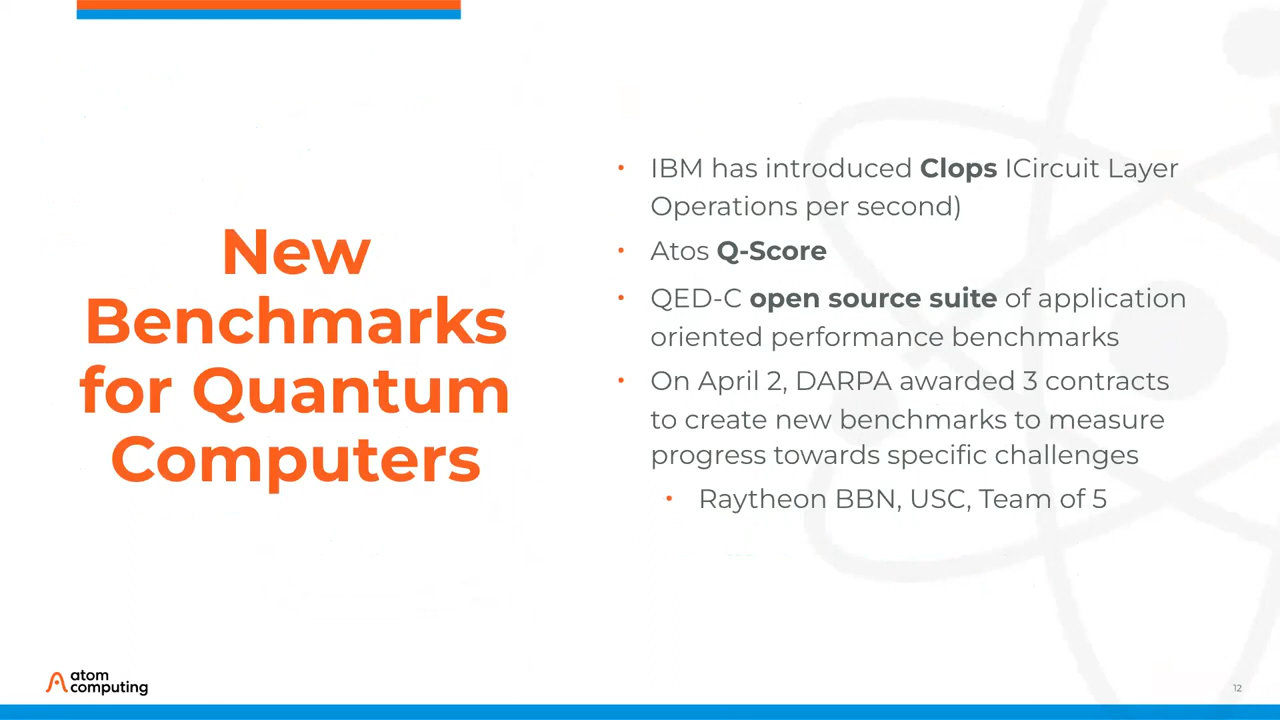 New
Benchmarks
for Quantum
Computers
• IBM has introduced Clops ICircuit Layer
Operations per second)
• Atos Q-Score
• QED-C open source suite of application
oriented performance benchmarks
• On April 2, DARPA awarded 3 contracts
to create new benchmarks to measure
progress towards specific challenges
• Raytheon BBN, USC, Team of 5
atom
computing
12